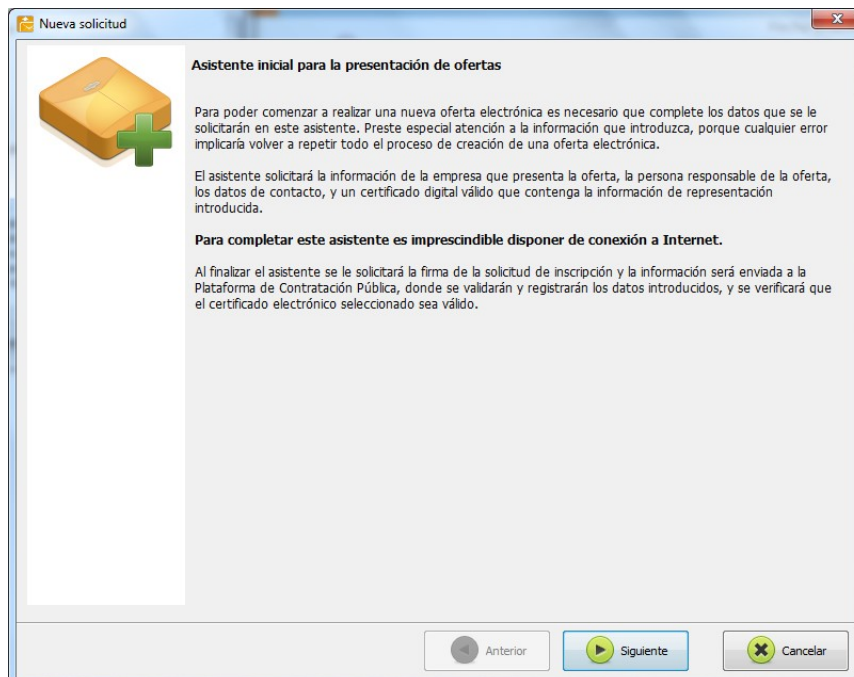 Nueva solicitud
Asistente inicial para la presentación de ofertas
Para poder comenzar a realizar una nueva oferta electrónica es necesario que complete los datos que se le
solicitarán en este asistente. Preste especial atención a la información que introduzca, porque cualquier error
implicaría volver a repetir todo el proceso de creación de una oferta electrónica.
El asistente solicitará la información de la empresa que presenta la oferta, la persona responsable de la oferta,
los datos de contacto, y un certificado digital válido que contenga la información de representación
introducida.
Para completar este asistente es imprescindible disponer de conexión a Internet.
Al finalizar el asistente se le solicitará la firma de la solicitud de inscripción y la información será enviada a la
Plataforma de Contratación Pública, donde se validarán y registrarán los datos introducidos, y se verificará que
el certificado electrónico seleccionado sea válido.
Anterior
Siguiente
Cancelar